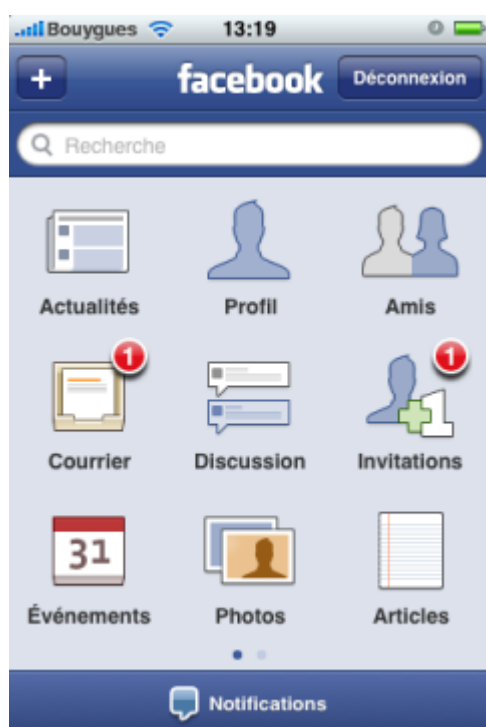 Bouygues 13:19
+ facebook Déconnexion
Recherche
Actualités Profil Amis
1 1
Courrier Discussion Invitations
31
Événements Photos Articles
Notifications